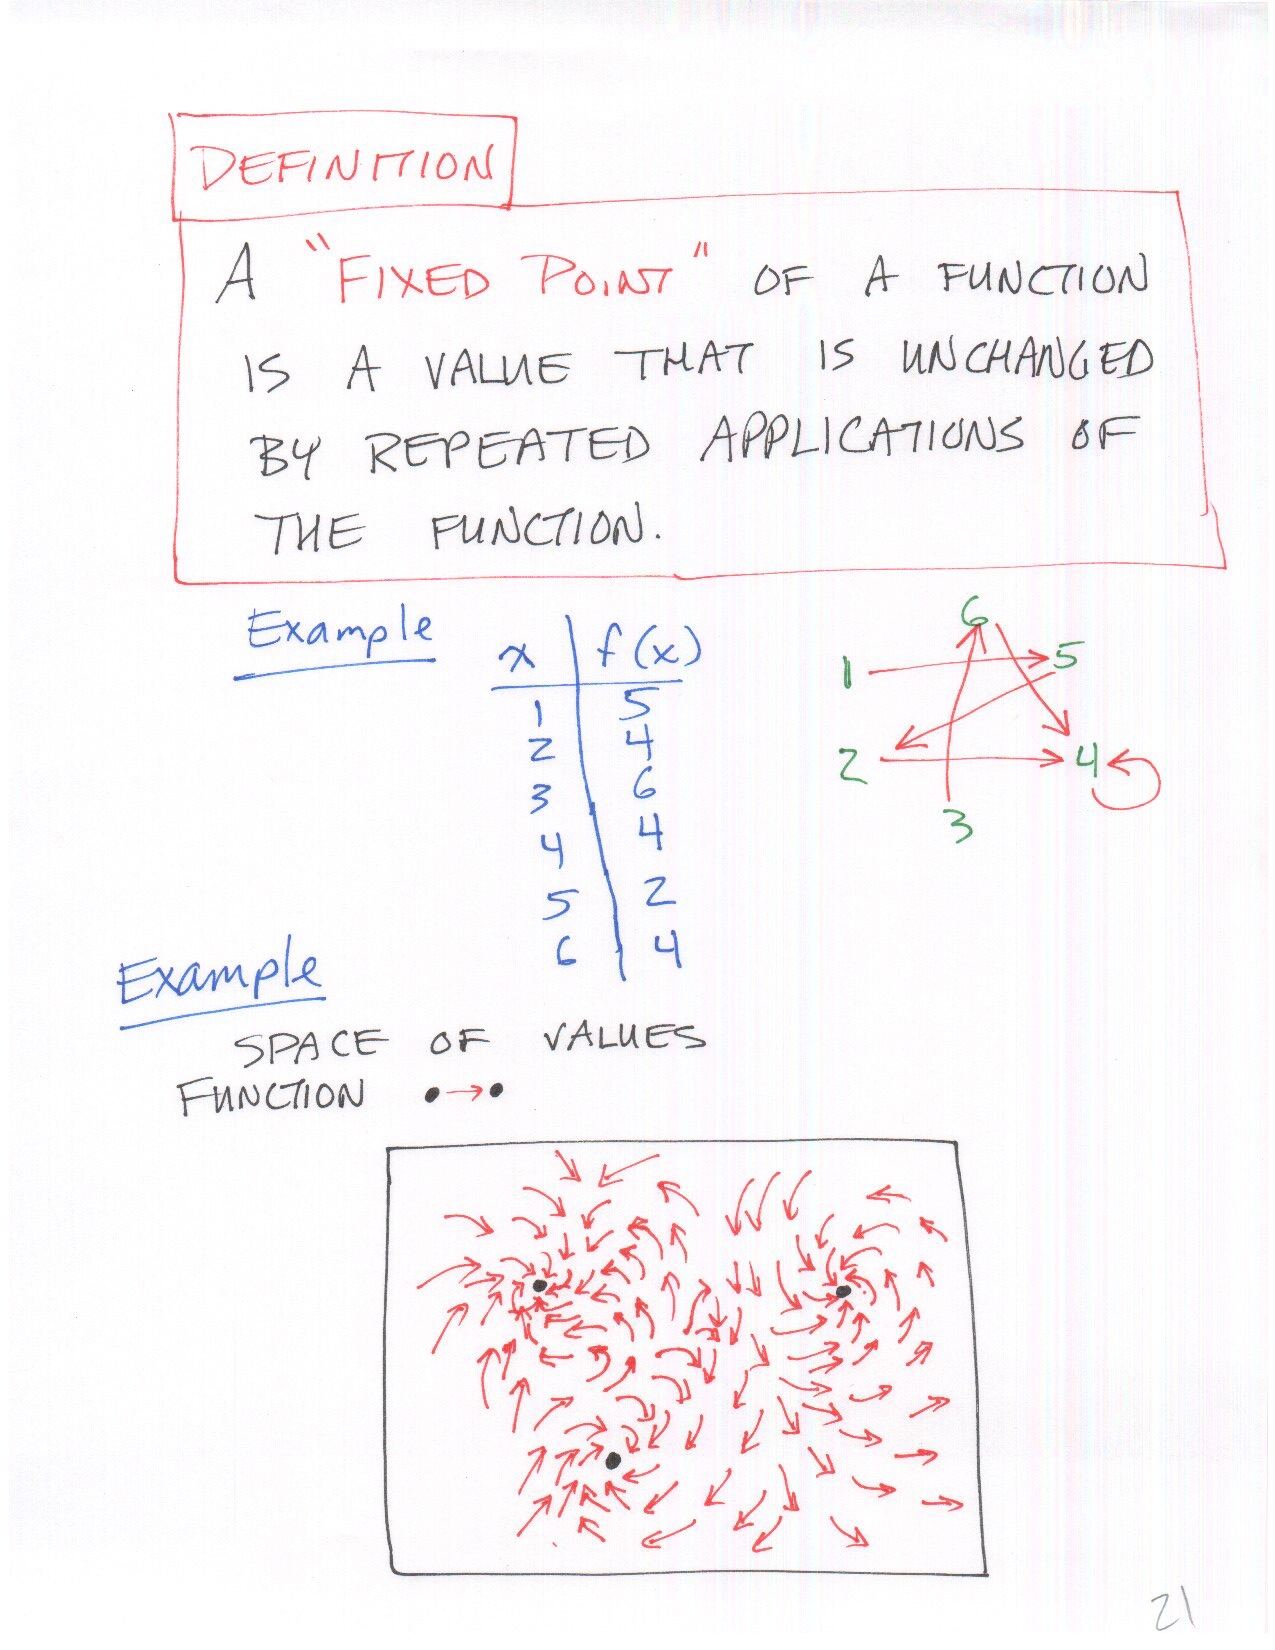 DEFINITION
A "FIXED POINT" OF A FUNCTION
IS A VALUE THAT IS UNCHANGED
BY REPEATED APPLICATIONS OF
THE FUNCTION.
Example
x f(x)
1 5
2 4
3 6
4 4
5 2
6 4
6
1 5
2 4
3
Example
SPACE OF VALUES
FUNCTION
21